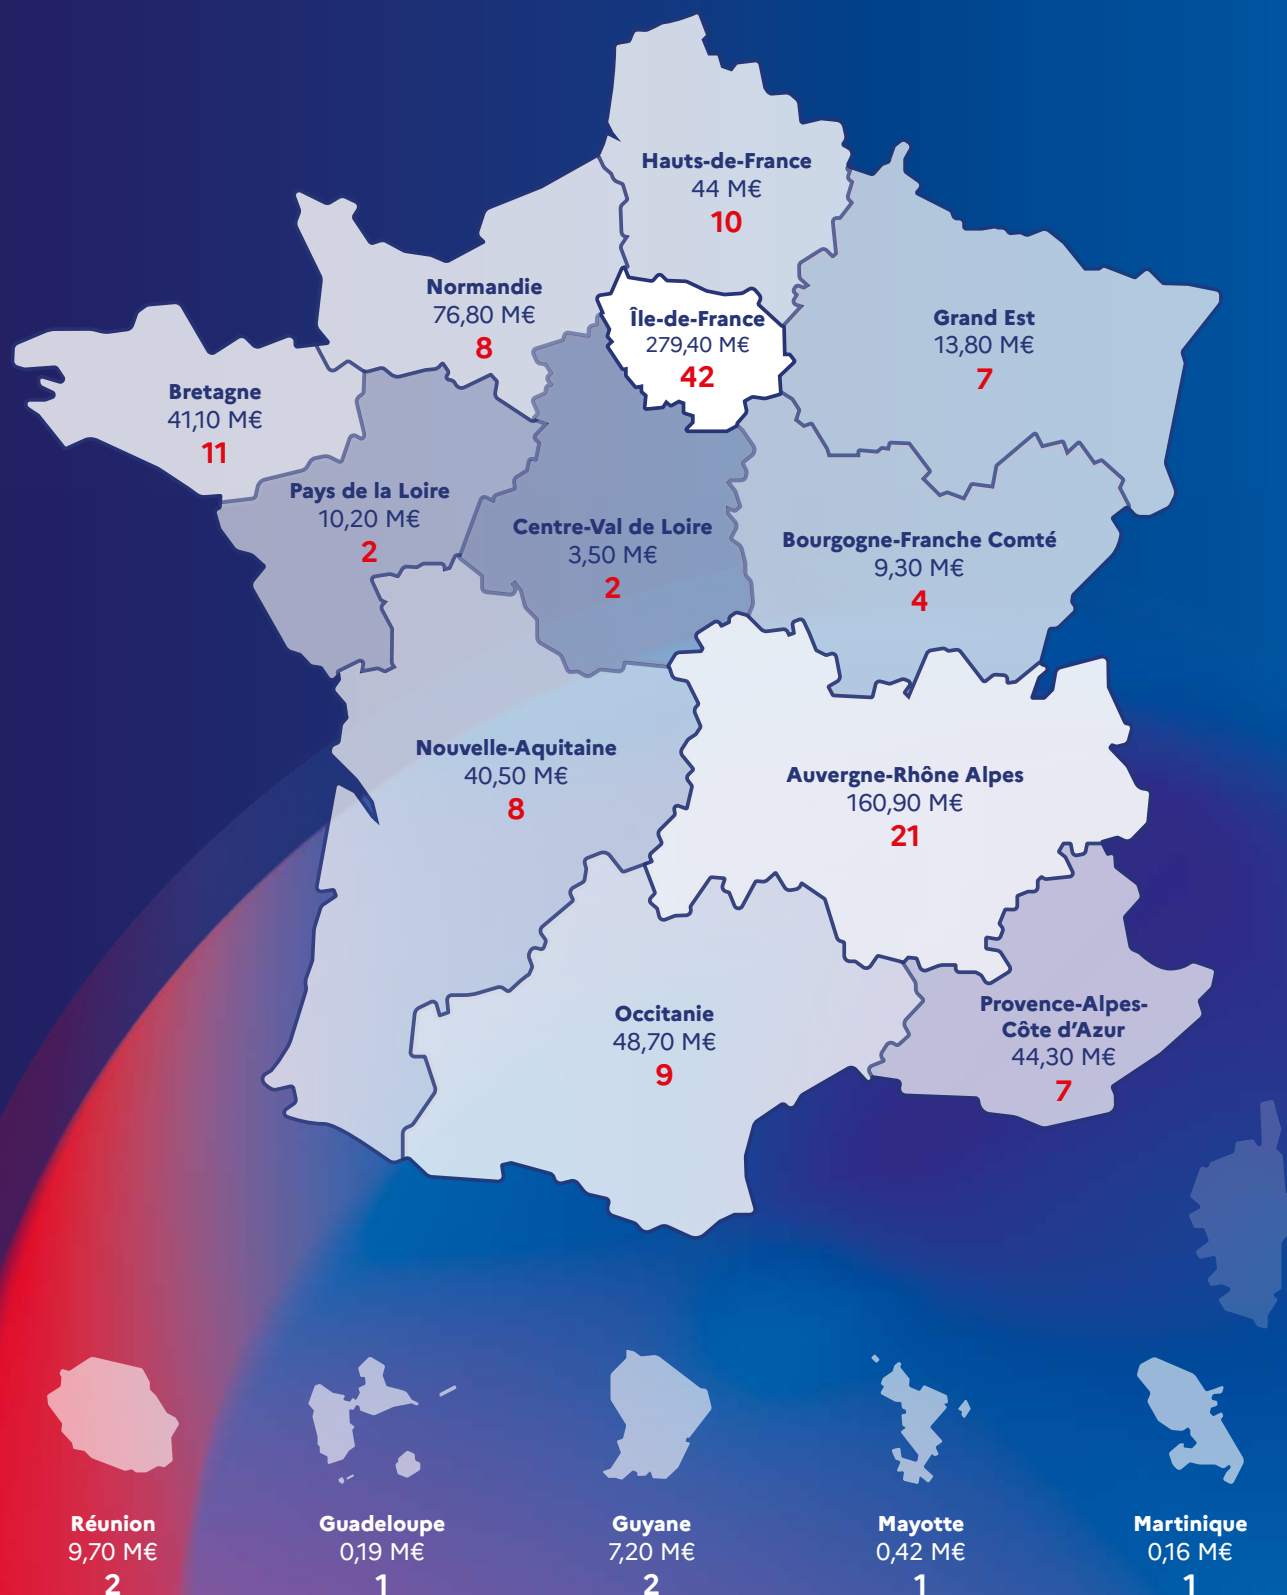 Hauts-de-France
44 M€
10
Normandie
76,80 M€
8
Île-de-France
279,40 M€
42
Grand Est
13,80 M€
7
Bretagne
41,10 M€
11
Pays de la Loire
10,20 M€
2
Centre-Val de Loire
3,50 M€
2
Bourgogne-Franche Comté
9,30 M€
4
Nouvelle-Aquitaine
40,50 M€
8
Auvergne-Rhône Alpes
160,90 M€
21
Occitanie
48,70 M€
9
Provence-Alpes-
Côte d’Azur
44,30 M€
7
Réunion
9,70 M€
2
Guadeloupe
0,19 M€
1
Guyane
7,20 M€
2
Mayotte
0,42 M€
1
Martinique
0,16 M€
1